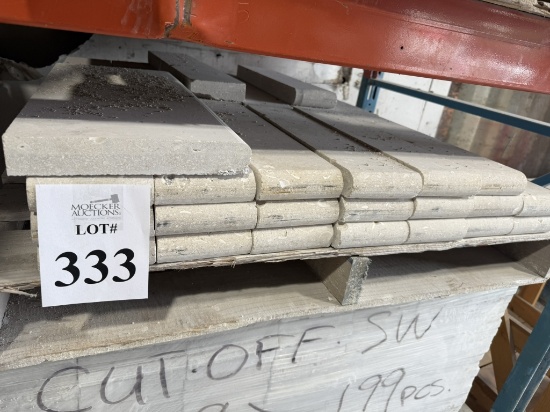 MOECKER
AUCTIONS
LOT#
333
CUT·OFF·SW
199 pcs.